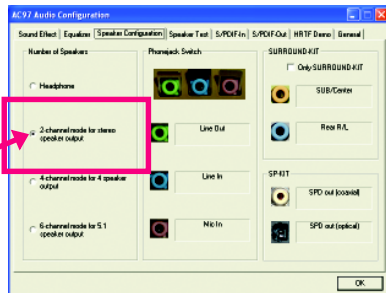 AC97 Audio Configuration
Sound Effect | Equalizer | Speaker Configuration | Speaker Test | S/PDIF-In | S/PDIF-Out | HRTF Demo | General
Number of Speakers
Headphone
2-channel mode for stereo
speaker output
4-channel mode for 4 speaker
output
6-channel mode for 5.1
speaker output
Phonejack Switch
Line Out
Line In
Mic In
SURROUND-KIT
Only SURROUND-KIT
SUB/Center
Rear R/L
SP-KIT
SPD out (coaxial)
SPD out (optical)
OK